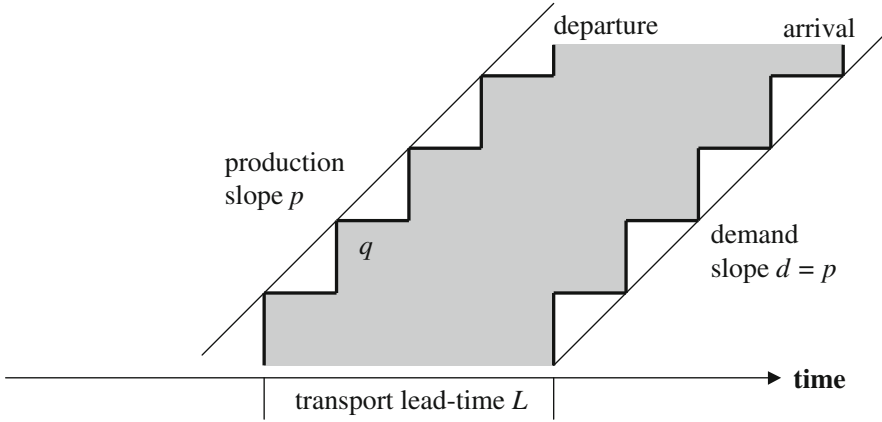 departure
arrival
production
slope p
q
demand
slope d = p
time
transport lead-time L